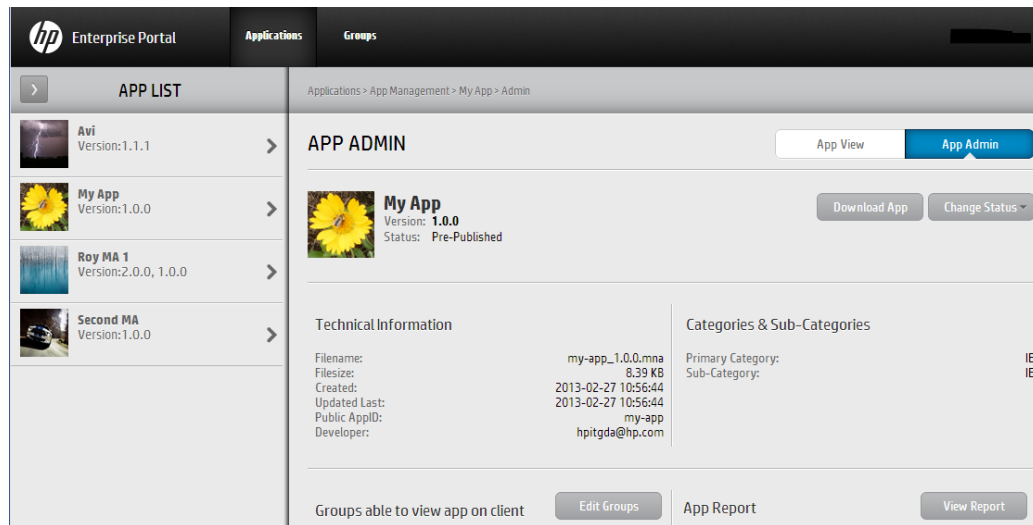 hp Enterprise Portal
Applications
Groups
APP LIST
Applications > App Management > My App > Admin
Avi
Version:1.1.1
My App
Version:1.0.0
Roy MA 1
Version:2.0.0, 1.0.0
Second MA
Version:1.0.0
APP ADMIN
App View
App Admin
My App
Version: 1.0.0
Status: Pre-Published
Download App
Change Status
Technical Information
Filename: my-app_1.0.0.mna
Filesize: 8.39 KB
Created: 2013-02-27 10:56:44
Updated Last: 2013-02-27 10:56:44
Public AppID: my-app
Developer: hpitgda@hp.com
Categories & Sub-Categories
Primary Category:
Sub-Category:
Groups able to view app on client
Edit Groups
App Report
View Report